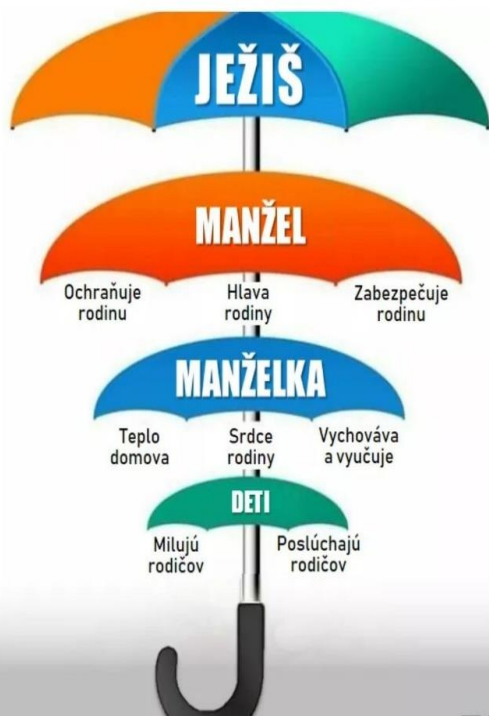 JEŽIŠ
MANŽEL
Ochraňuje
rodinu
Hlava
rodiny
Zabezpečuje
rodinu
MANŽELKA
Teplo
domova
Srdce
rodiny
Vychováva
a vyučuje
DETI
Milujú
rodičov
Poslúchajú
rodičov